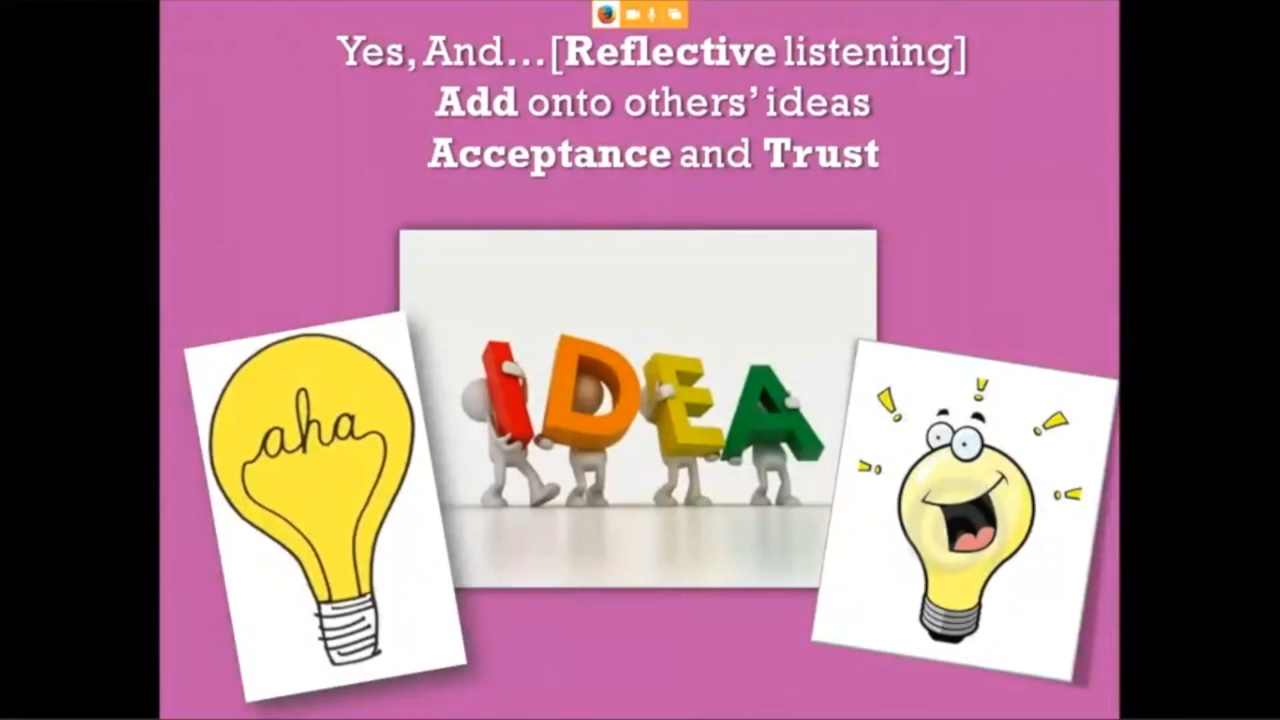 Yes, And...[Reflective listening]
Add onto others' ideas
Acceptance and Trust
IDEA
aha